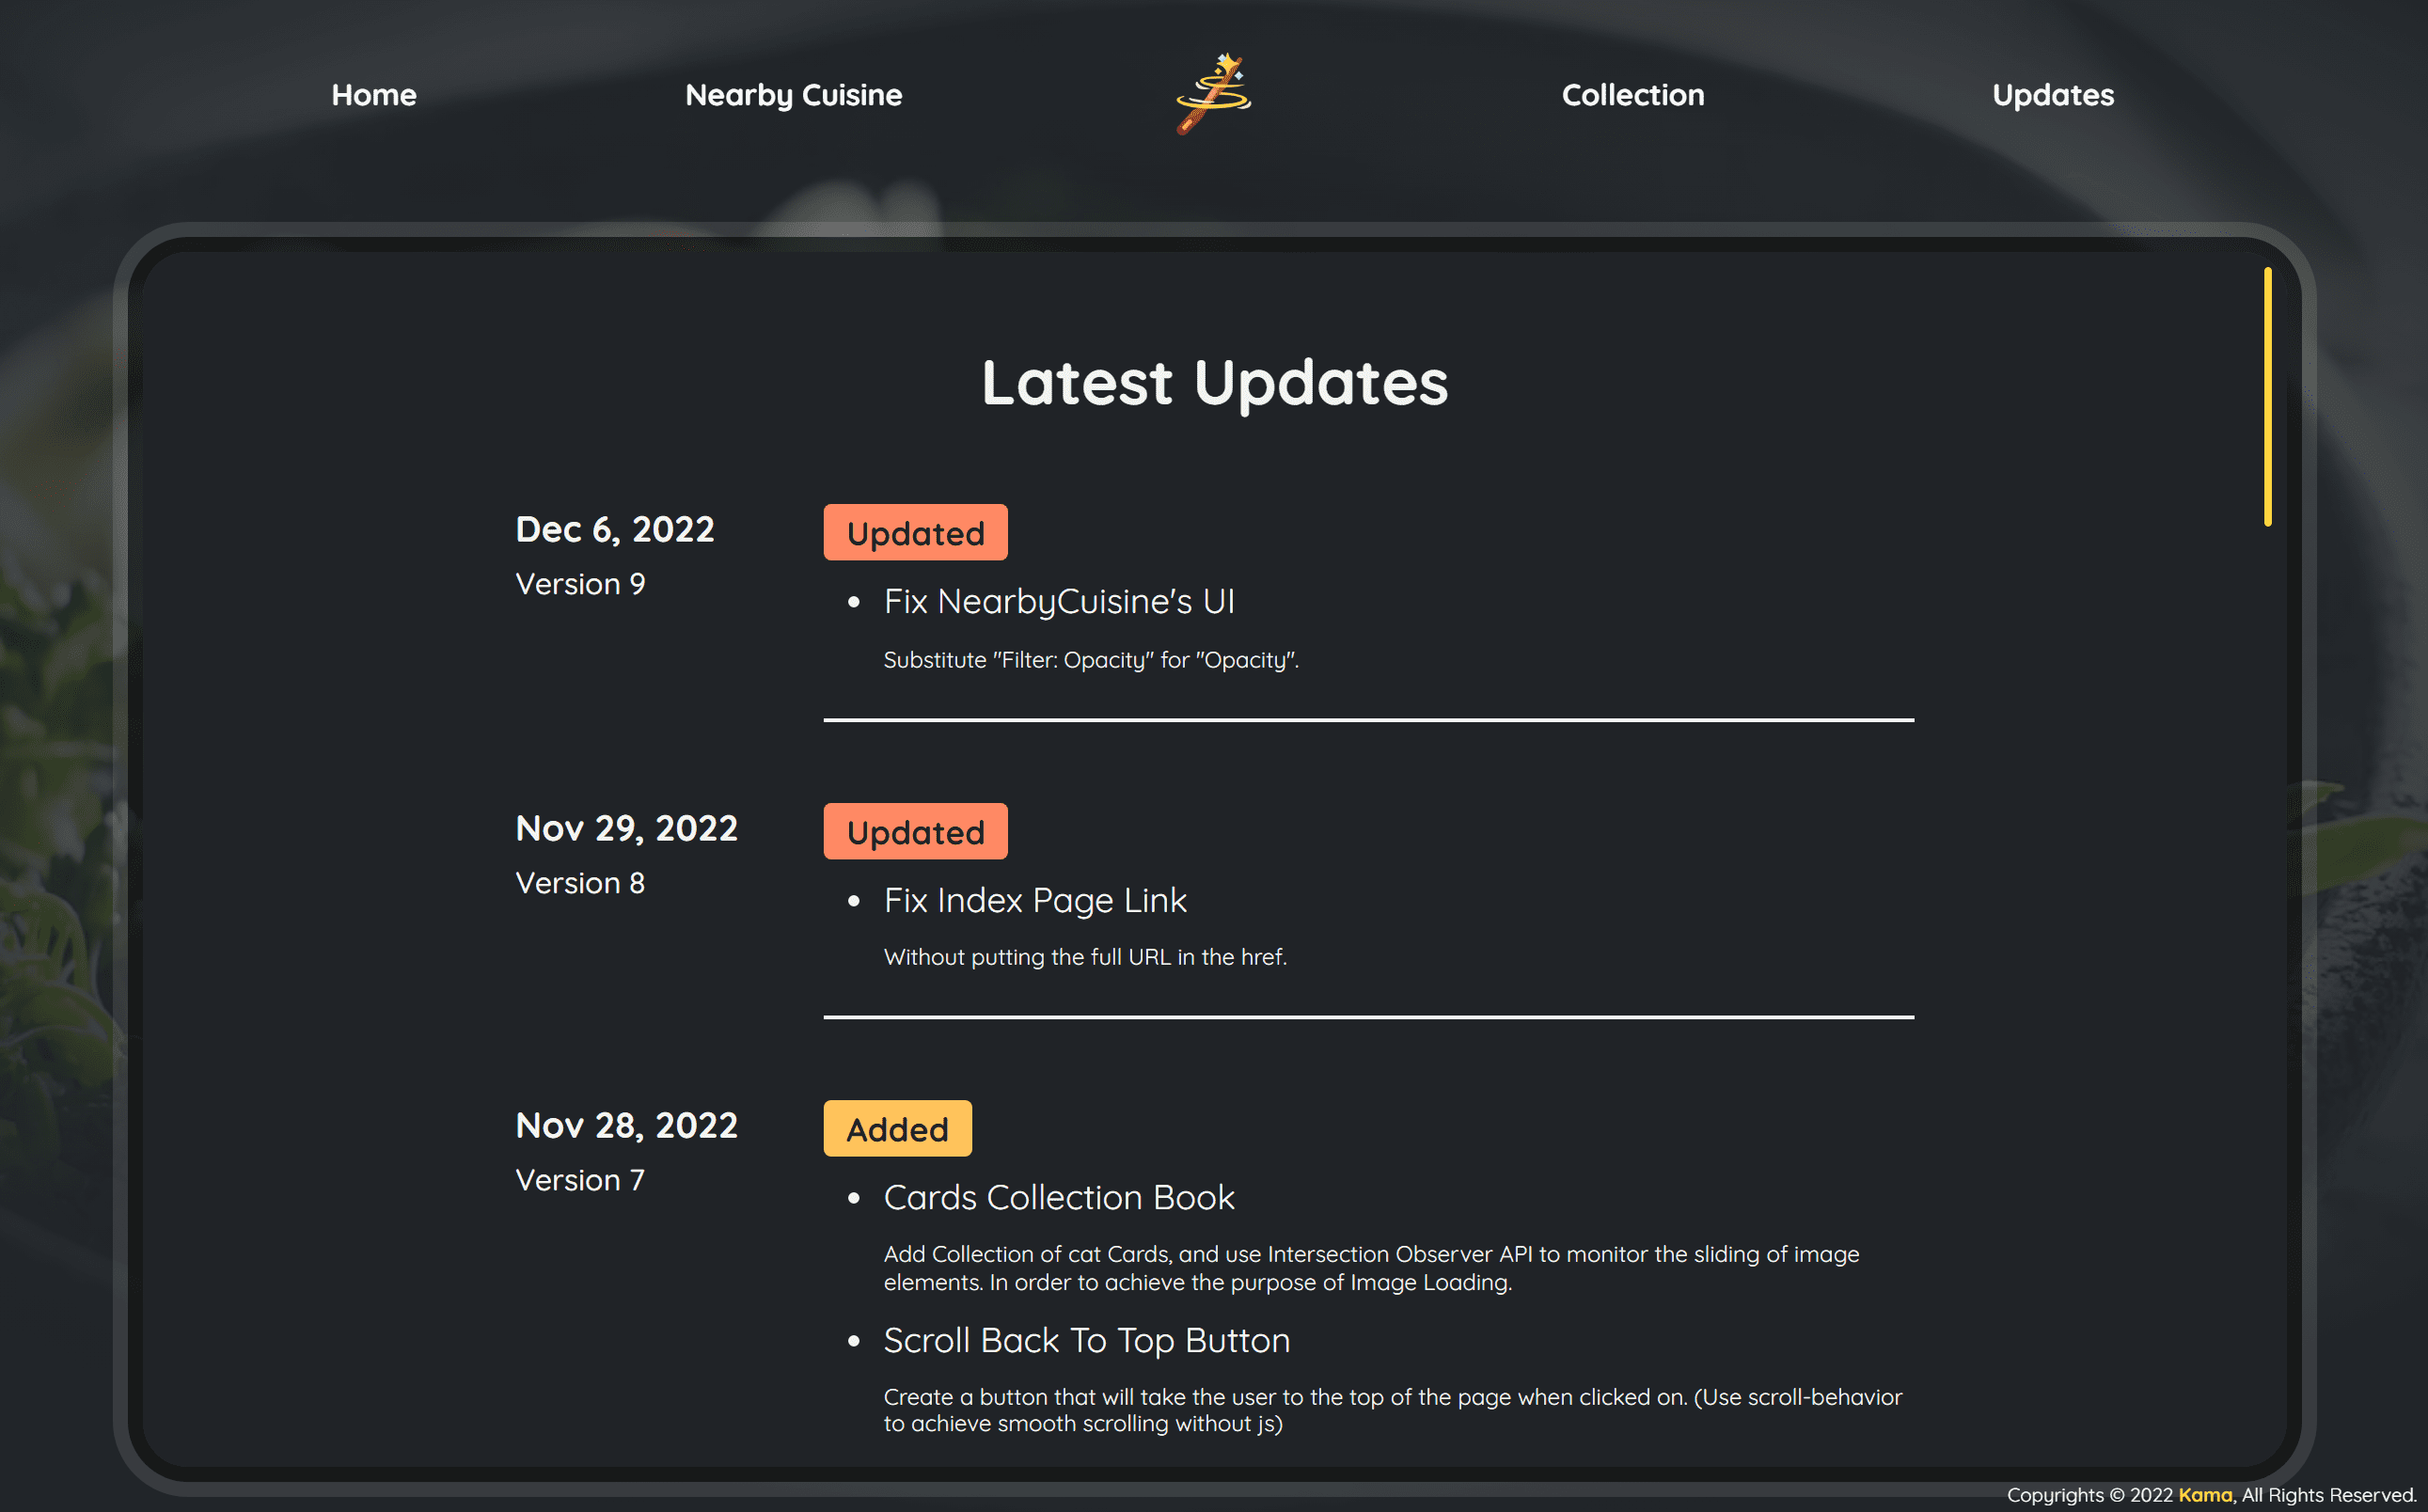 Home
Nearby Cuisine
Collection
Updates
Latest Updates
Dec 6, 2022
Version 9
Updated
Fix NearbyCuisine's UI
Substitute "Filter: Opacity" for "Opacity".
Nov 29, 2022
Version 8
Updated
Fix Index Page Link
Without putting the full URL in the href.
Nov 28, 2022
Version 7
Added
Cards Collection Book
Add Collection of cat Cards, and use Intersection Observer API to monitor the sliding of image
elements. In order to achieve the purpose of Image Loading.
Scroll Back To Top Button
Create a button that will take the user to the top of the page when clicked on. (Use scroll-behavior
to achieve smooth scrolling without js)
Copyrights © 2022 Kama, All Rights Reserved.